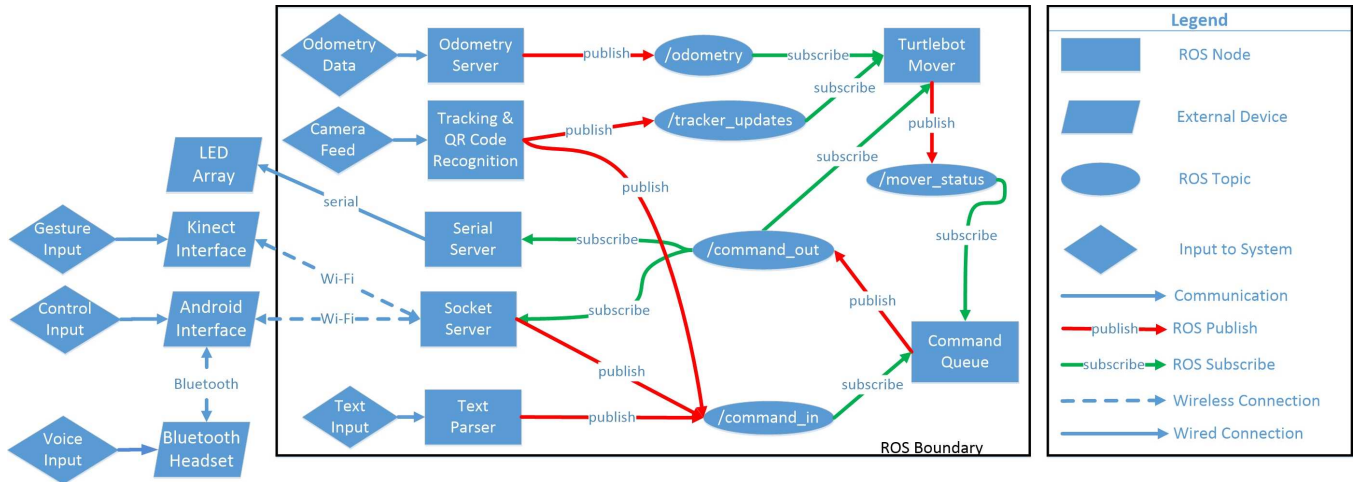 Odometry
Data
Odometry
Server
publish
/odometry
subscribe
Turtlebot
Mover
subscribe
Camera
Feed
Tracking &
QR Code
Recognition
publish
/tracker_updates
publish
LED
Array
subscribe
publish
/mover_status
serial
Gesture
Input
Kinect
Interface
Serial
Server
subscribe
/command_out
subscribe
Wi-Fi
Control
Input
Android
Interface
Wi-Fi
Socket
Server
subscribe
publish
Command
Queue
Bluetooth
publish
subscribe
Text
Input
Text
Parser
publish
/command_in
Voice
Input
Bluetooth
Headset
ROS Boundary
Legend
ROS Node
External Device
ROS Topic
Input to System
Communication
publish
ROS Publish
subscribe
ROS Subscribe
Wireless Connection
Wired Connection